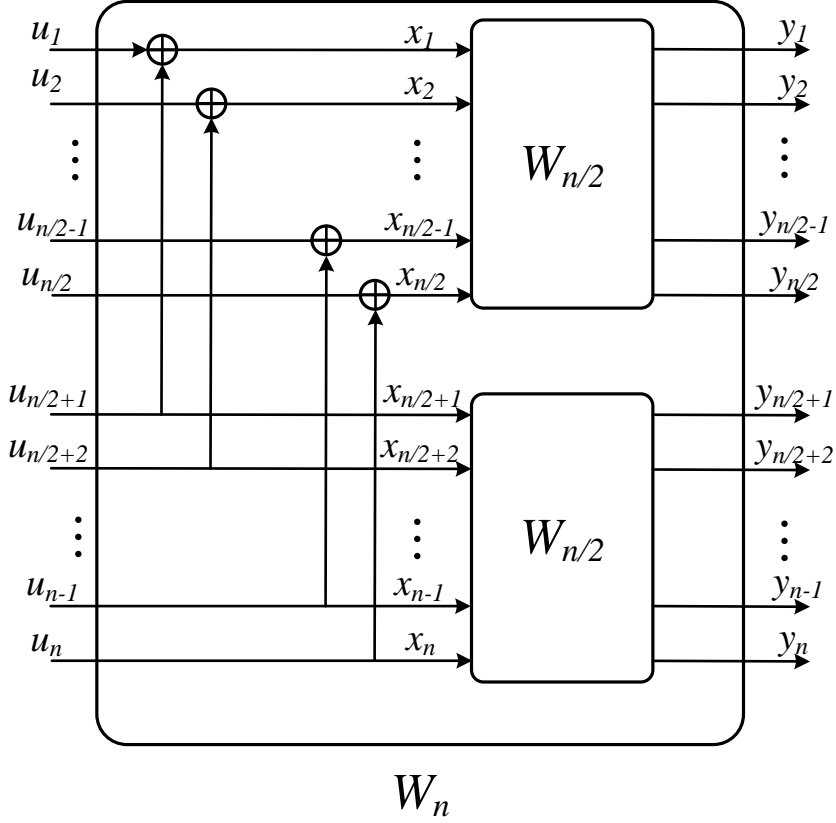 u1 x1 y1
u2 x2 y2
⋮ ⋮ ⋮
Wn/2
un/2-1 xn/2-1 yn/2-1
un/2 xn/2 yn/2
un/2+1 xn/2+1 yn/2+1
un/2+2 xn/2+2 yn/2+2
⋮ ⋮ ⋮
Wn/2
un-1 xn-1 yn-1
un xn yn
Wn